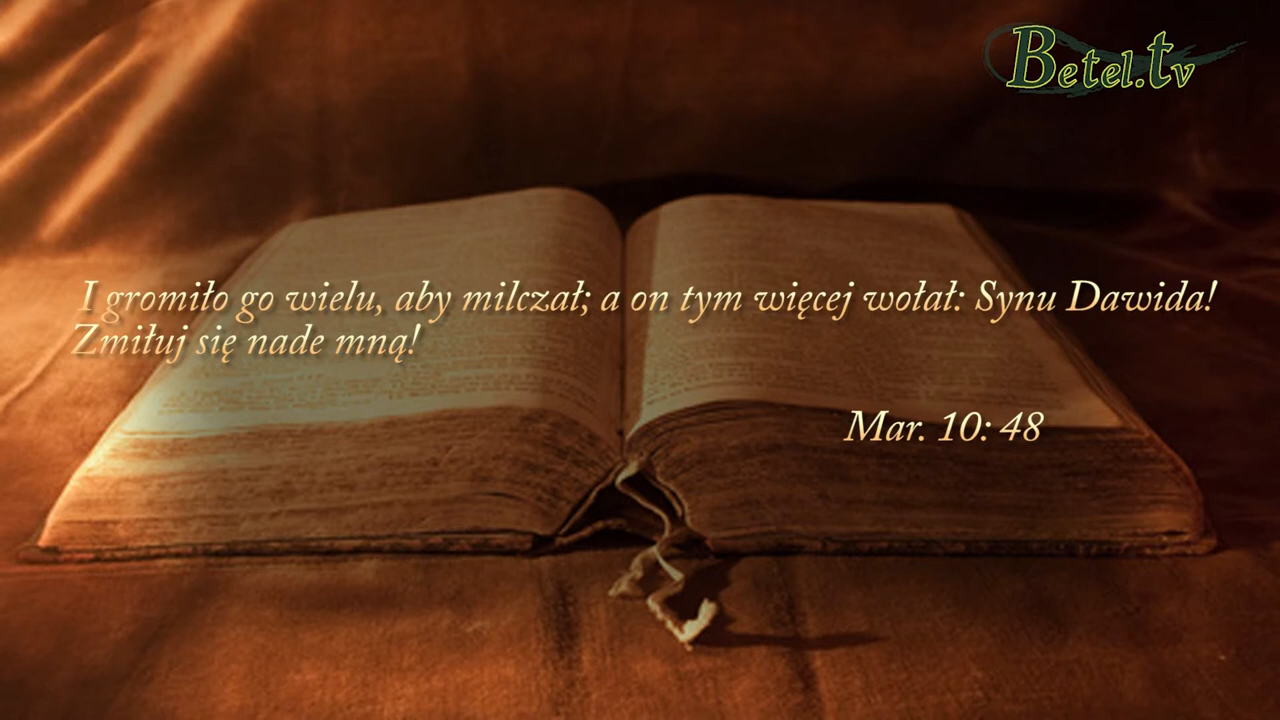 Betel.tv
I gromiło go wielu, aby milczał; a on tym więcej wołał: Synu Dawida!
Zmiłuj się nade mną!
Mar. 10: 48